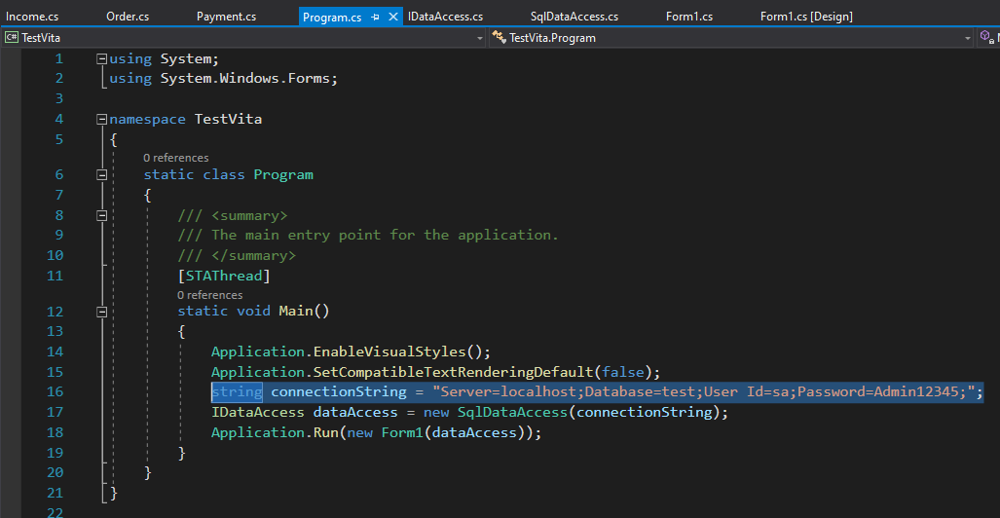 Income.cs Order.cs Payment.cs Program.cs IDataAccess.cs SqlDataAccess.cs Form1.cs Form1.cs [Design]
C# TestVita TestVita.Program
1 using System;
2 using System.Windows.Forms;
3
4 namespace TestVita
5 {
0 references
6 static class Program
7 {
8 /// <summary>
9 /// The main entry point for the application.
10 /// </summary>
11 [STAThread]
0 references
12 static void Main()
13 {
14 Application.EnableVisualStyles();
15 Application.SetCompatibleTextRenderingDefault(false);
16 string connectionString = "Server=localhost;Database=test;User Id=sa;Password=Admin12345;";
17 IDataAccess dataAccess = new SqlDataAccess(connectionString);
18 Application.Run(new Form1(dataAccess));
19 }
20 }
21 }
22